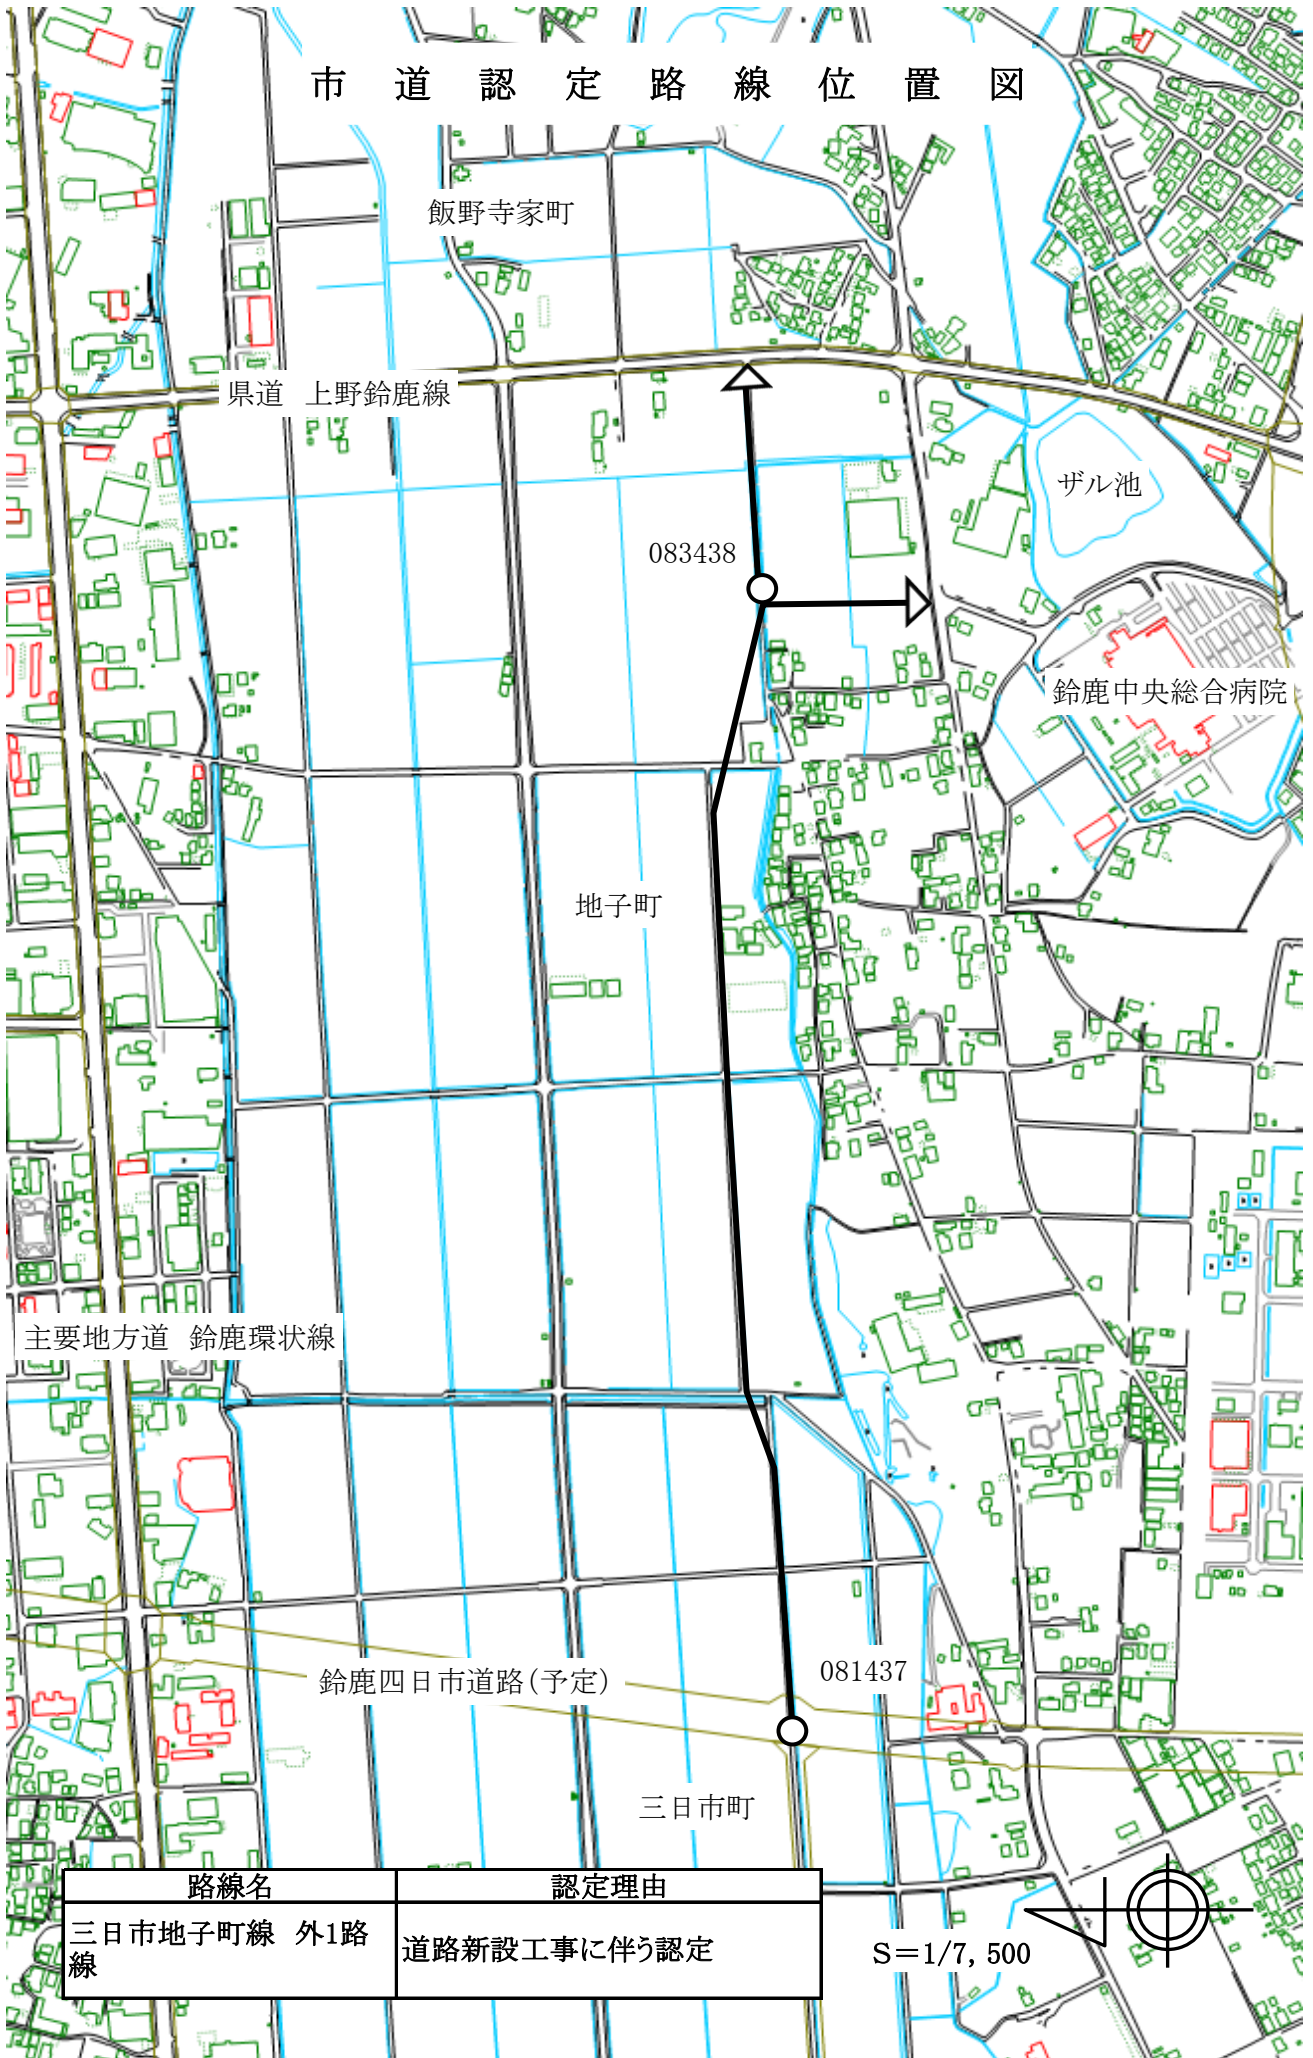 市道認定路線位置図
飯野寺家町
県道 上野鈴鹿線
ザル池
083438
鈴鹿中央総合病院
地子町
主要地方道 鈴鹿環状線
鈴鹿四日市道路(予定)
081437
三日市町
路線名 認定理由
三日市地子町線 外1路
線
道路新設工事に伴う認定
S=1/7,500